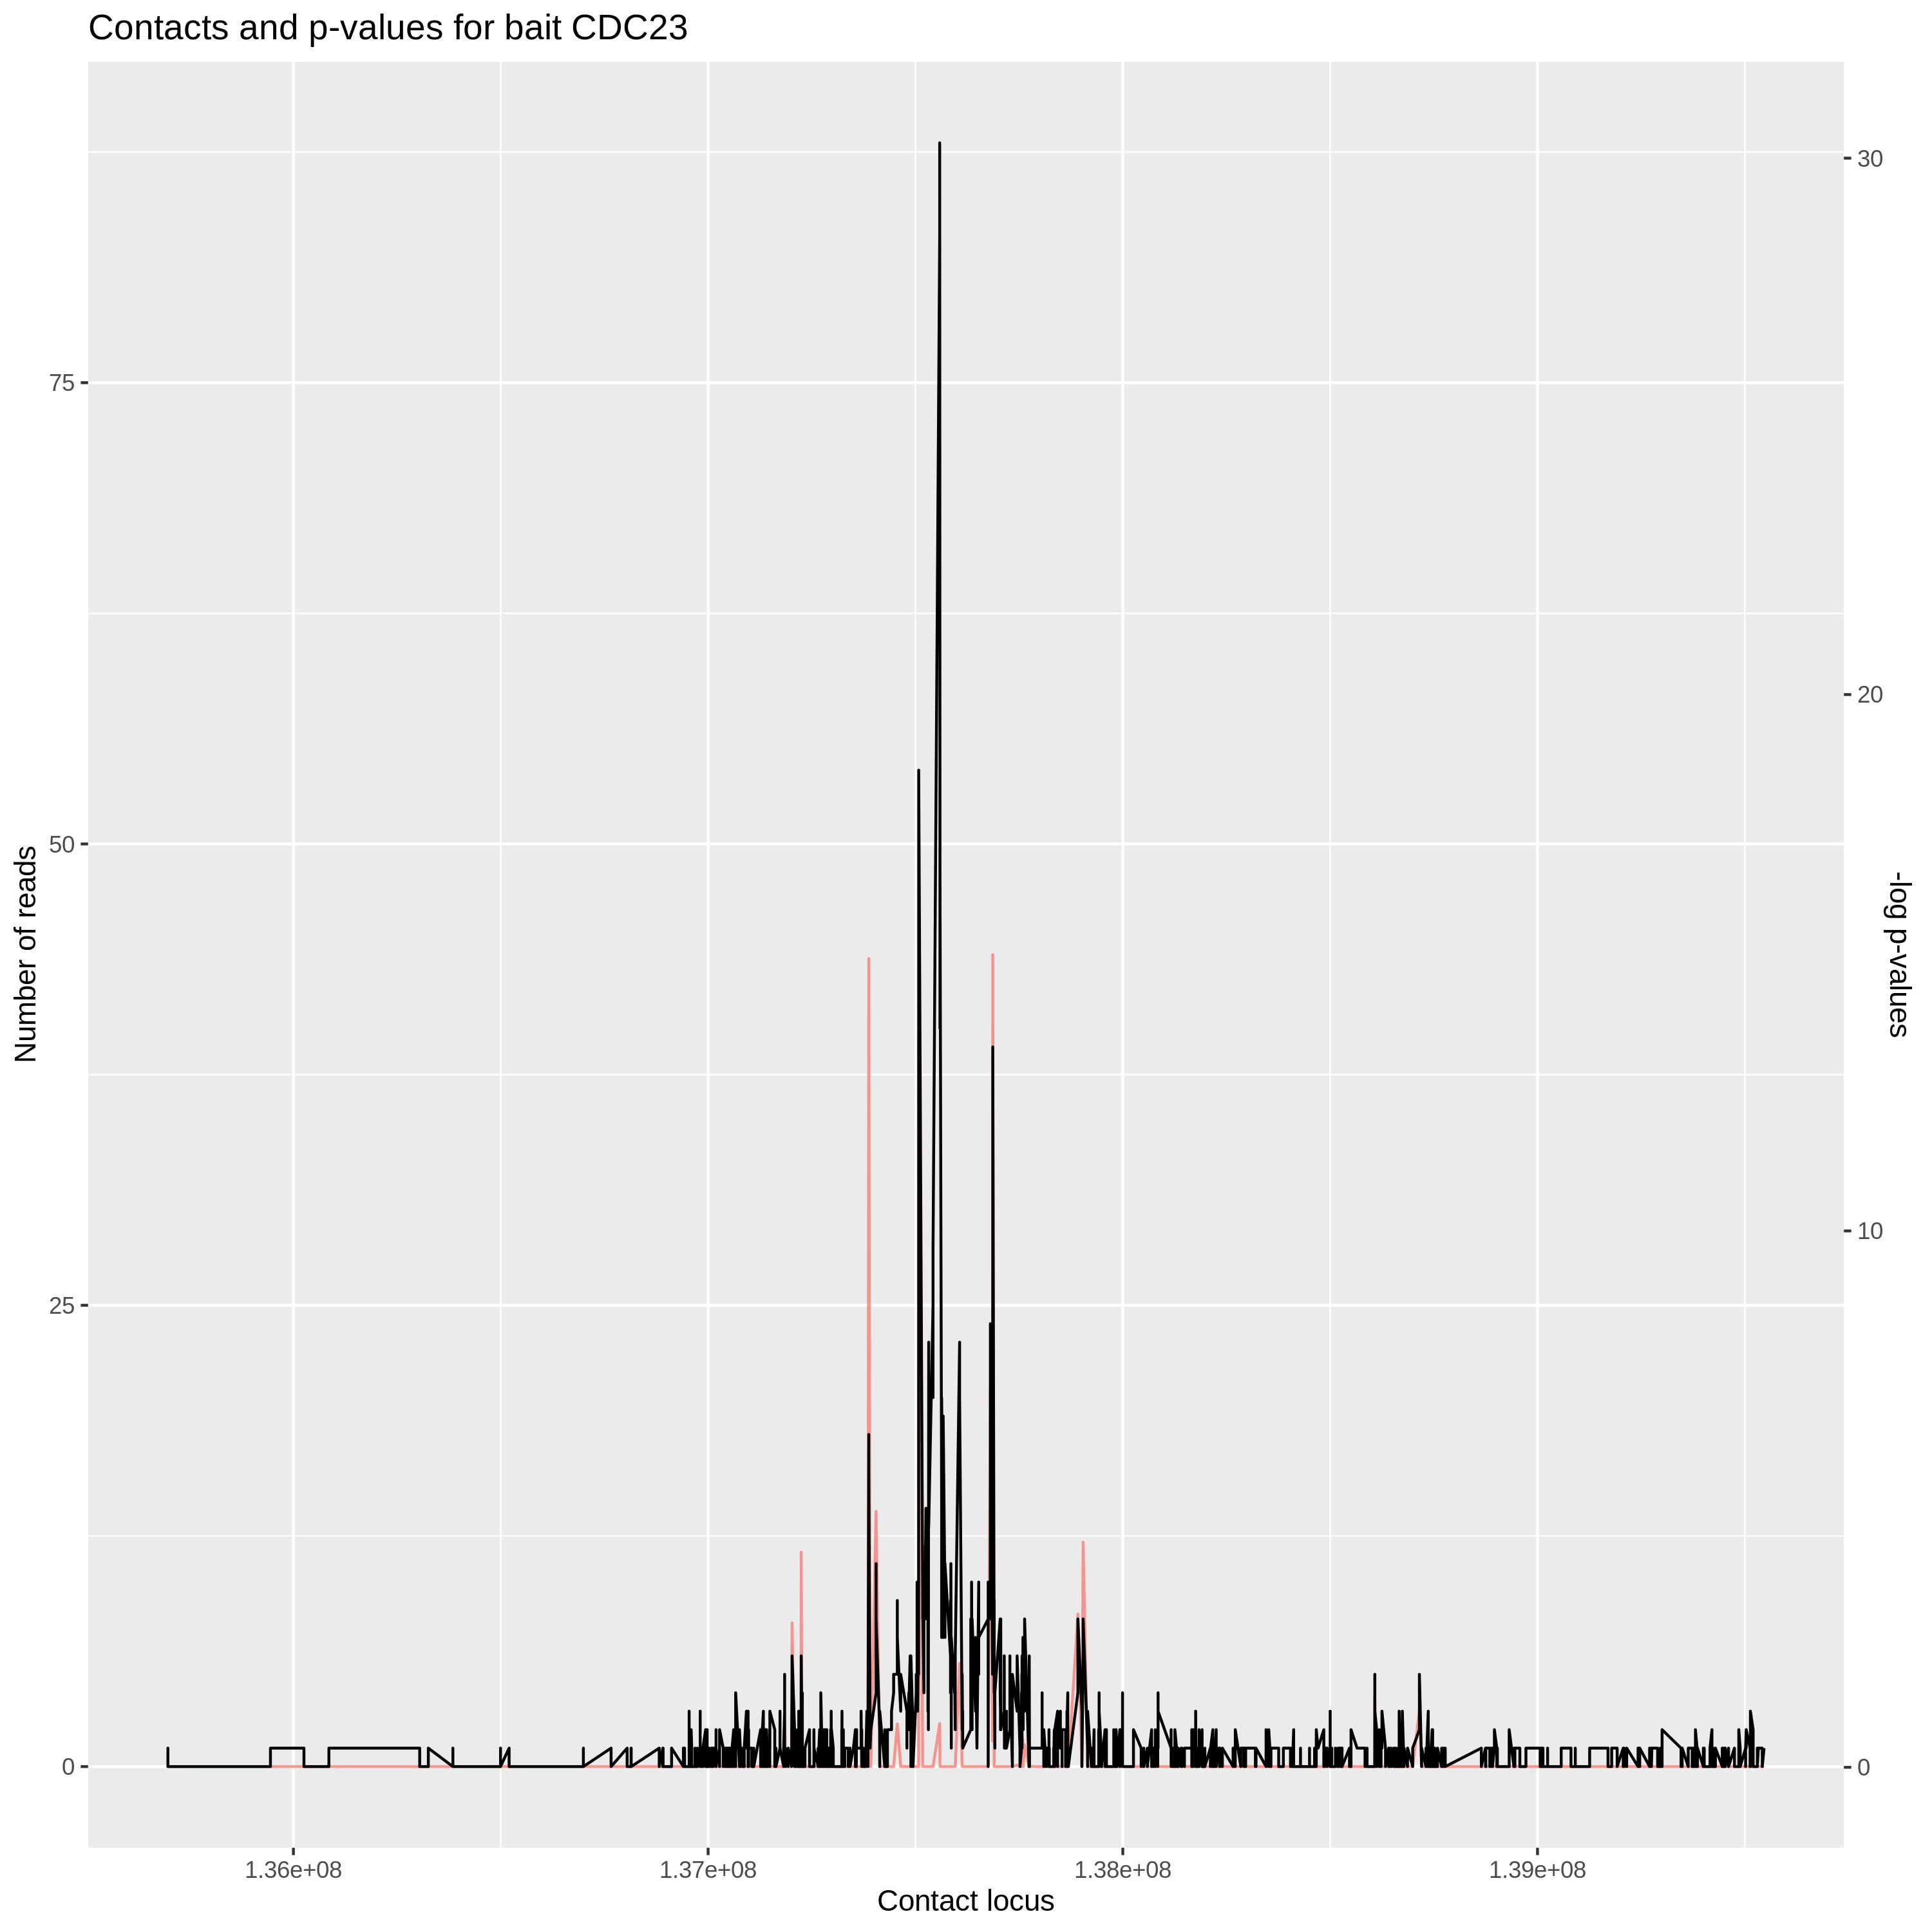 Contacts and p-values for bait CDC23
30
75
20
50
Number of reads
-log p-values
10
25
0
0
1.36e+08 1.37e+08 1.38e+08 1.39e+08
Contact locus